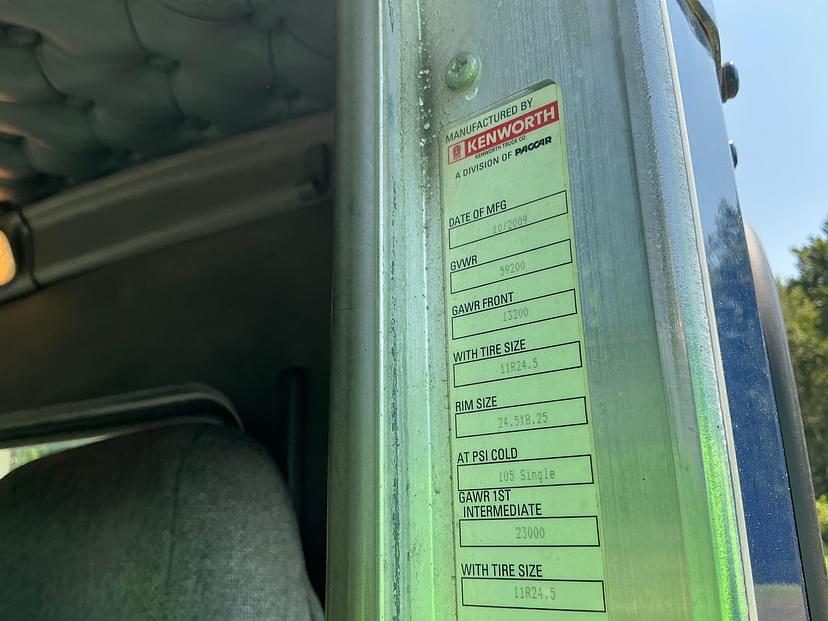 MANUFACTURED BY
KENWORTH
KENWORTH TRUCK CO.
A DIVISION OF PACCAR
DATE OF MFG
10/2009
GVWR
59200
GAWR FRONT
13200
WITH TIRE SIZE
11R24.5
RIM SIZE
24.5X8.25
AT PSI COLD
105 Single
GAWR 1ST
INTERMEDIATE
23000
WITH TIRE SIZE
11R24.5